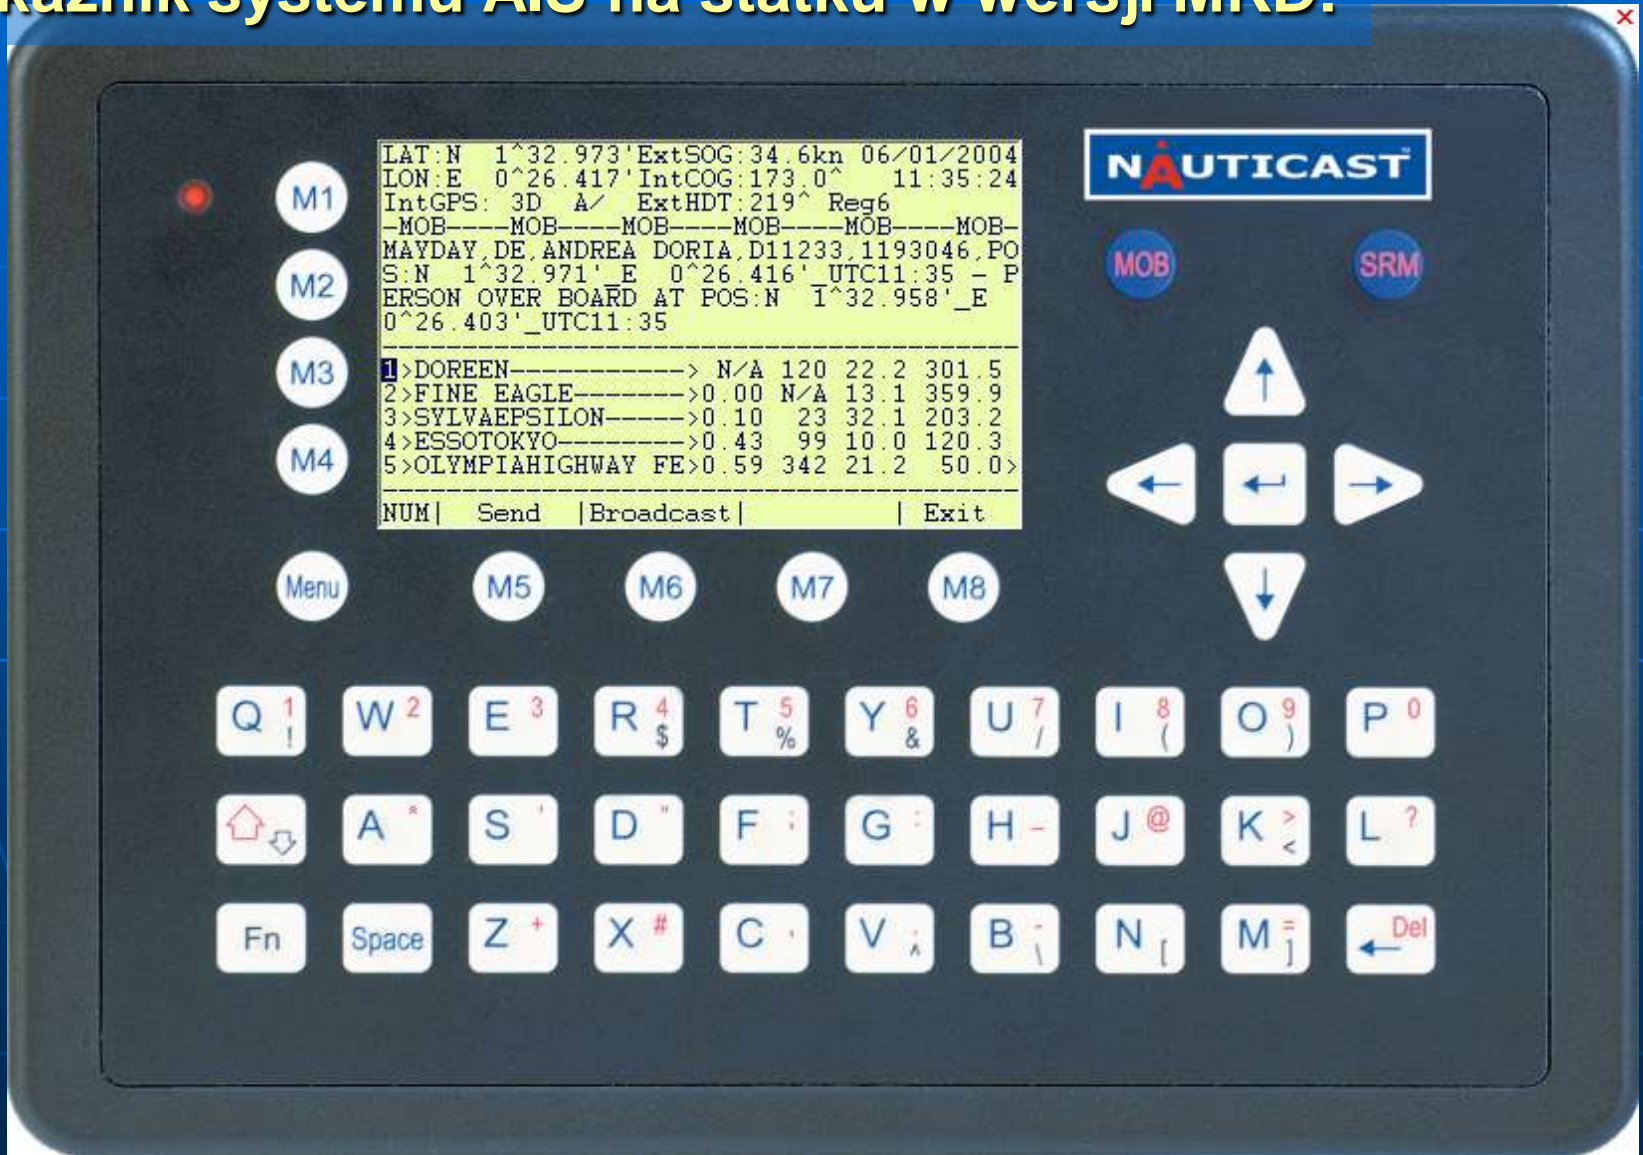 systemu AIS na statku w wersji MKD.
NAUTICAST
LAT:N 1^32.973'ExtSOG:34.6kn 06/01/2004
LON:E 0^26.417'IntCOG:173.0^ 11:35:24
IntGPS: 3D A/ ExtHDT:219^ Reg6
-MOB----MOB----MOB----MOB----MOB----MOB-
MAYDAY,DE,ANDREA DORIA,D11233,1193046,PO
S:N 1^32.971'_E 0^26.416'_UTC11:35 - P
ERSON OVER BOARD AT POS:N 1^32.958'_E
0^26.403'_UTC11:35
1>DOREEN-----------> N/A 120 22.2 301.5
2>FINE EAGLE------->0.00 N/A 13.1 359.9
3>SYLVAEPSILON----->0.10 23 32.1 203.2
4>ESSOTOKYO-------->0.43 99 10.0 120.3
5>OLYMPIAHIGHWAY FE>0.59 342 21.2 50.0>
NUM| Send |Broadcast| | Exit
M1
M2
M3
M4
MOB SRM
Menu M5 M6 M7 M8
Q 1 ! W 2 E 3 R 4 $ T 5 % Y 6 & U 7 / I 8 ( O 9 ) P 0
A * S ' D " F ; G : H - J @ K > < L ?
Fn Space Z + X # C , V . ^ B - \ N [ M = ] Del